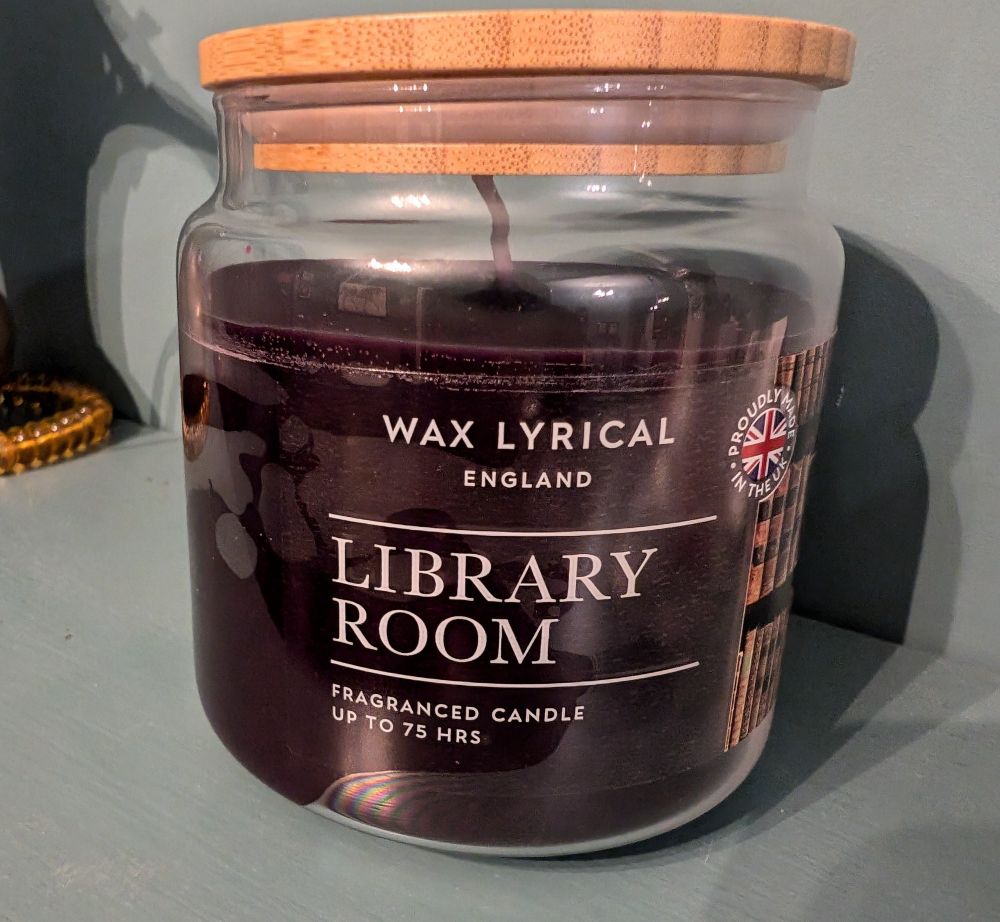 WAX LYRICAL
ENGLAND
LIBRARY
ROOM
FRAGRANCED CANDLE
UP TO 75 HRS
PROUDLY MADE
IN THE UK